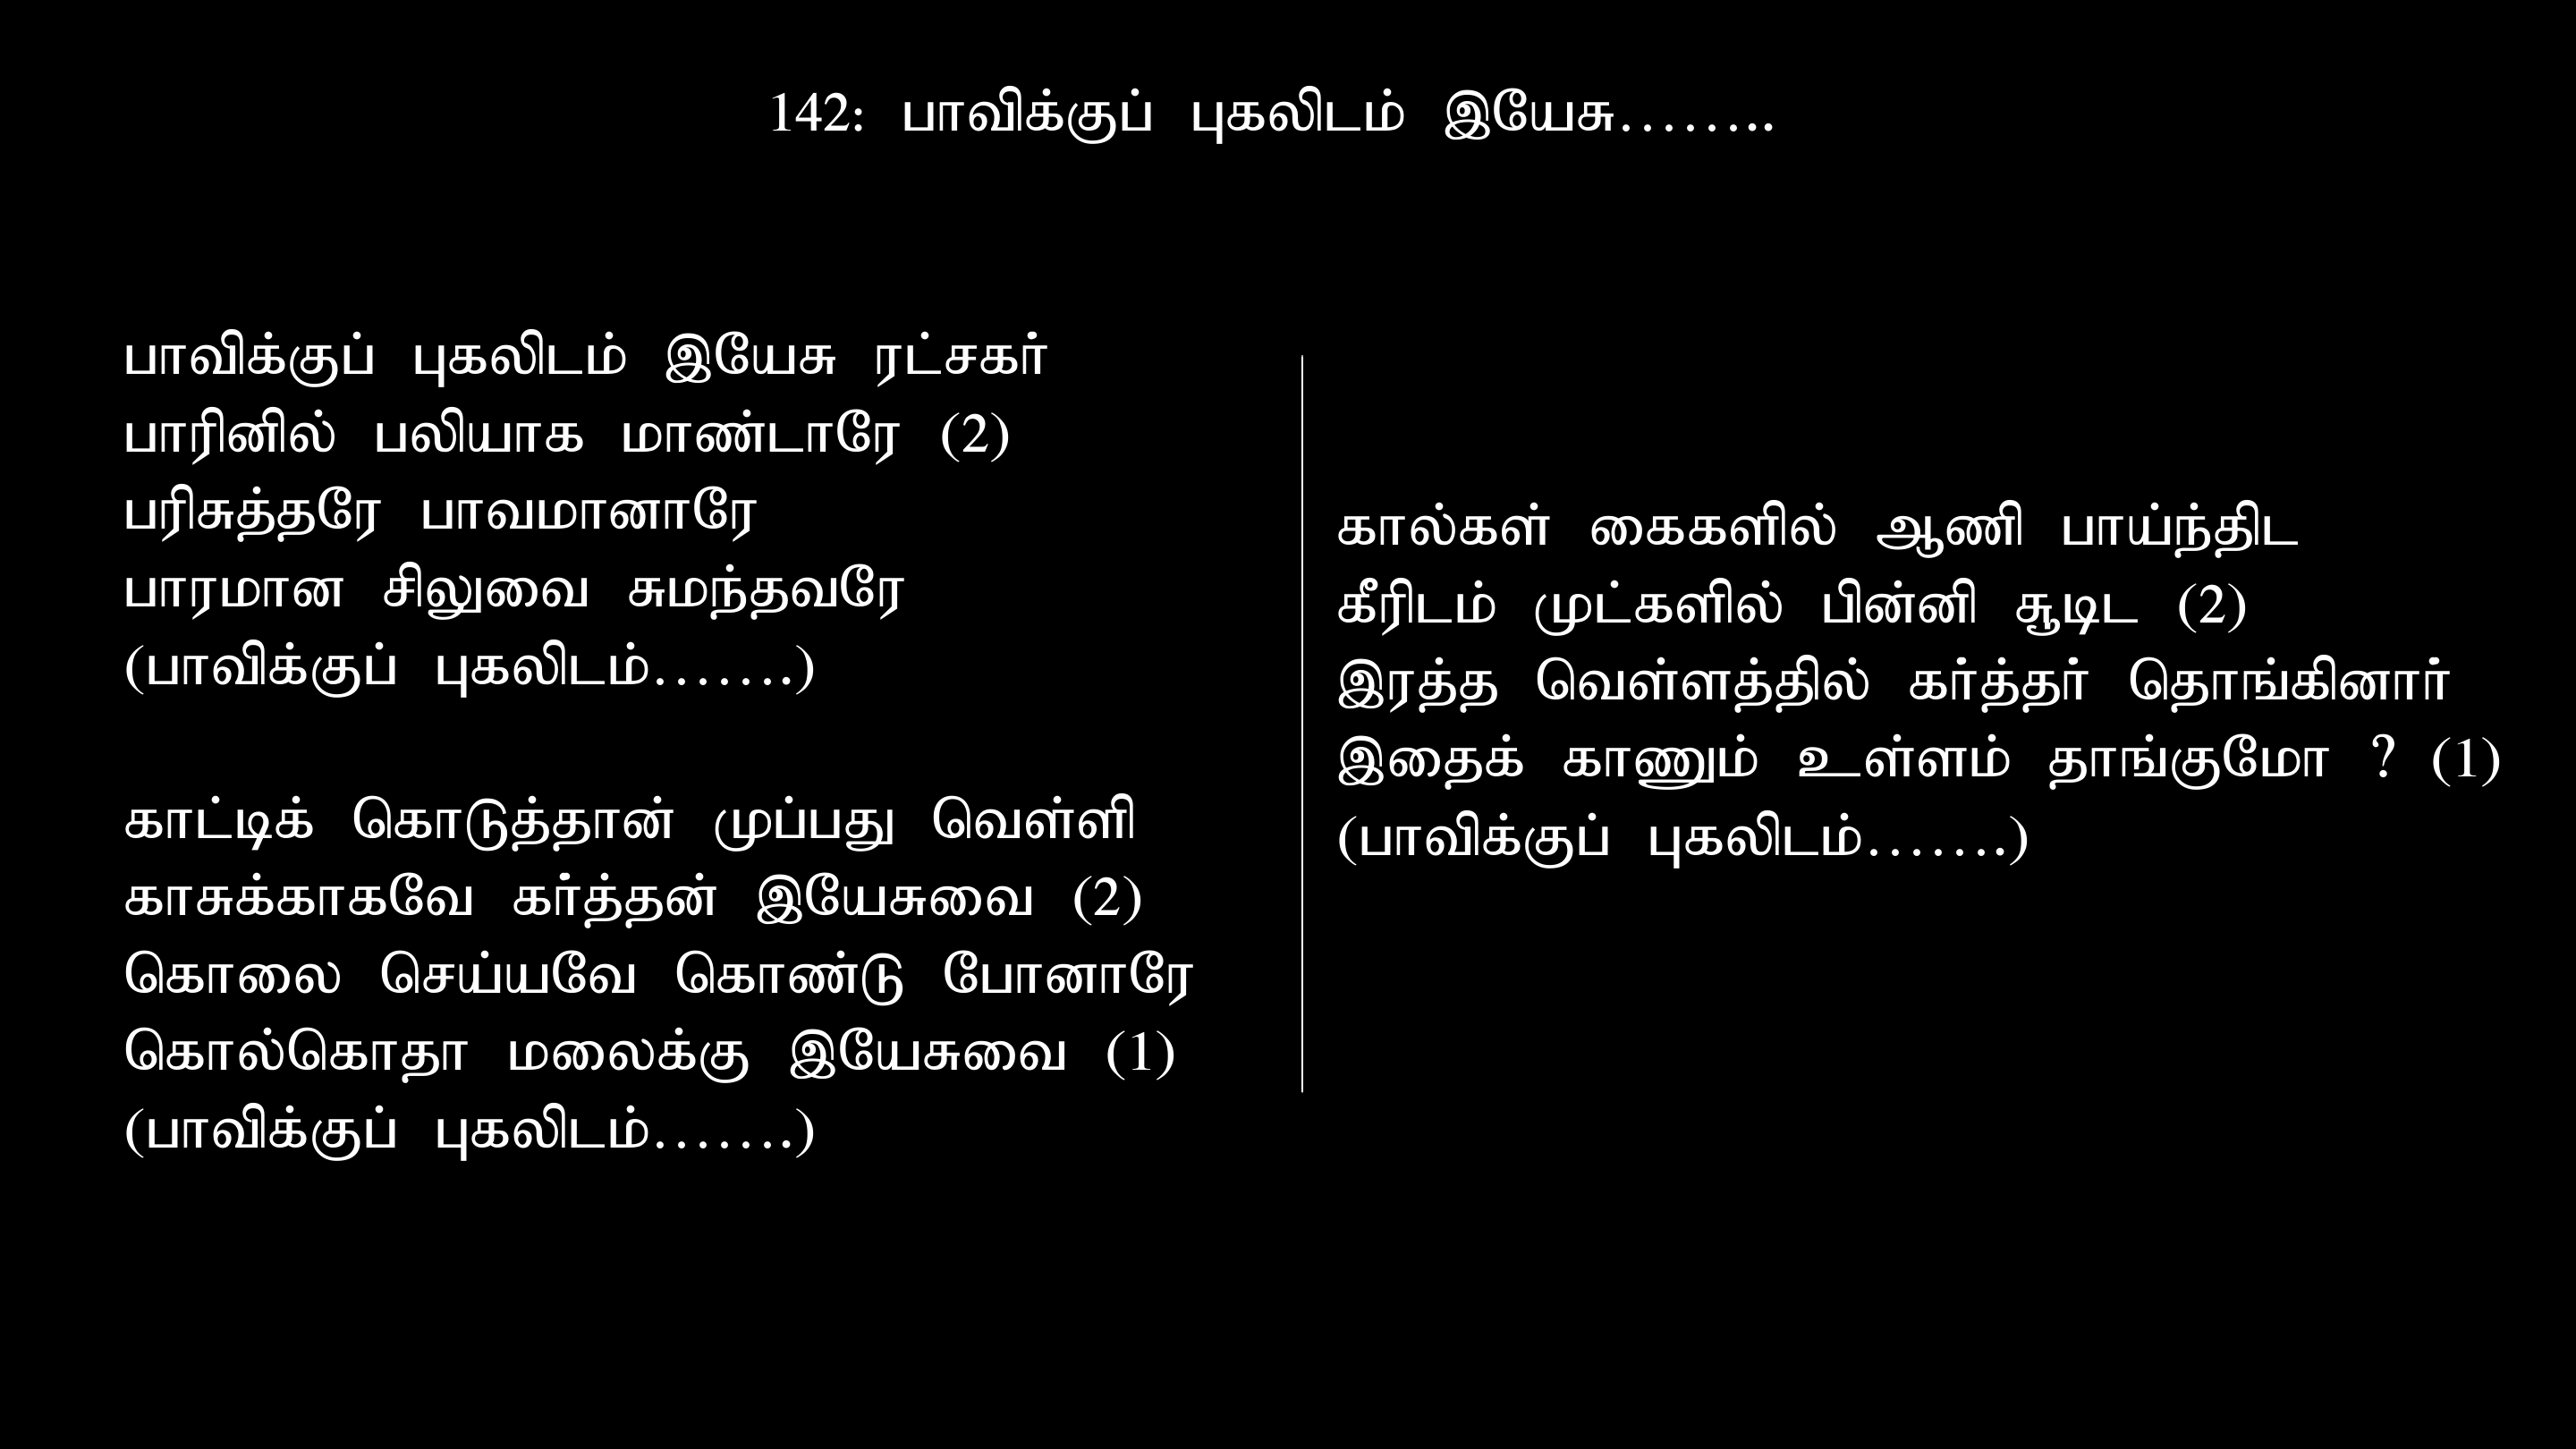 142: பாவிக்குப் புகலிடம் இயேசு……..
பாவிக்குப் புகலிடம் இயேசு ரட்சகர்
பாரினில் பலியாக மாண்டாரே (2)
பரிசுத்தரே பாவமானாரே
பாரமான சிலுவை சுமந்தவரே
(பாவிக்குப் புகலிடம்…….)
காட்டிக் கொடுத்தான் முப்பது வெள்ளி
காசுக்காகவே கர்த்தன் இயேசுவை (2)
கொலை செய்யவே கொண்டு போனாரே
கொல்கொதா மலைக்கு இயேசுவை (1)
(பாவிக்குப் புகலிடம்…….)
கால்கள் கைகளில் ஆணி பாய்ந்திட
கீரிடம் முட்களில் பின்னி சூடிட (2)
இரத்த வெள்ளத்தில் கர்த்தர் தொங்கினார்
இதைக் காணும் உள்ளம் தாங்குமோ ? (1)
(பாவிக்குப் புகலிடம்…….)